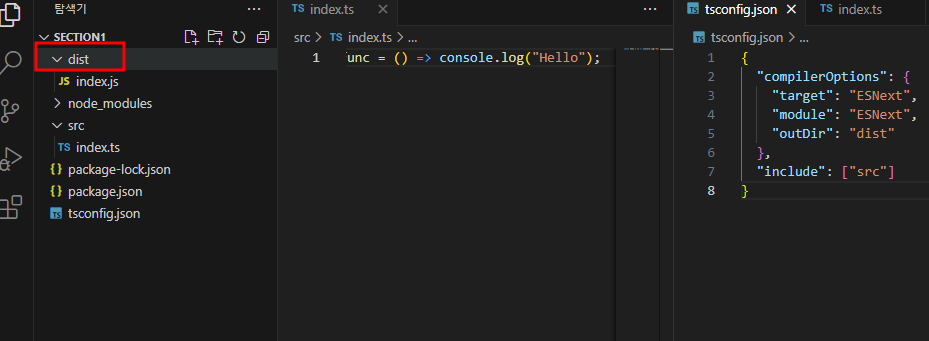 탐색기 ···
SECTION1
dist
JS index.js
node_modules
src
TS index.ts
{} package-lock.json
{} package.json
TS tsconfig.json
TS index.ts × ···
src > TS index.ts > ...
1 unc = () => console.log("Hello");
TS tsconfig.json × TS index.ts
TS tsconfig.json > ...
1 {
2 "compilerOptions": {
3 "target": "ESNext",
4 "module": "ESNext",
5 "outDir": "dist"
6 },
7 "include": ["src"]
8 }